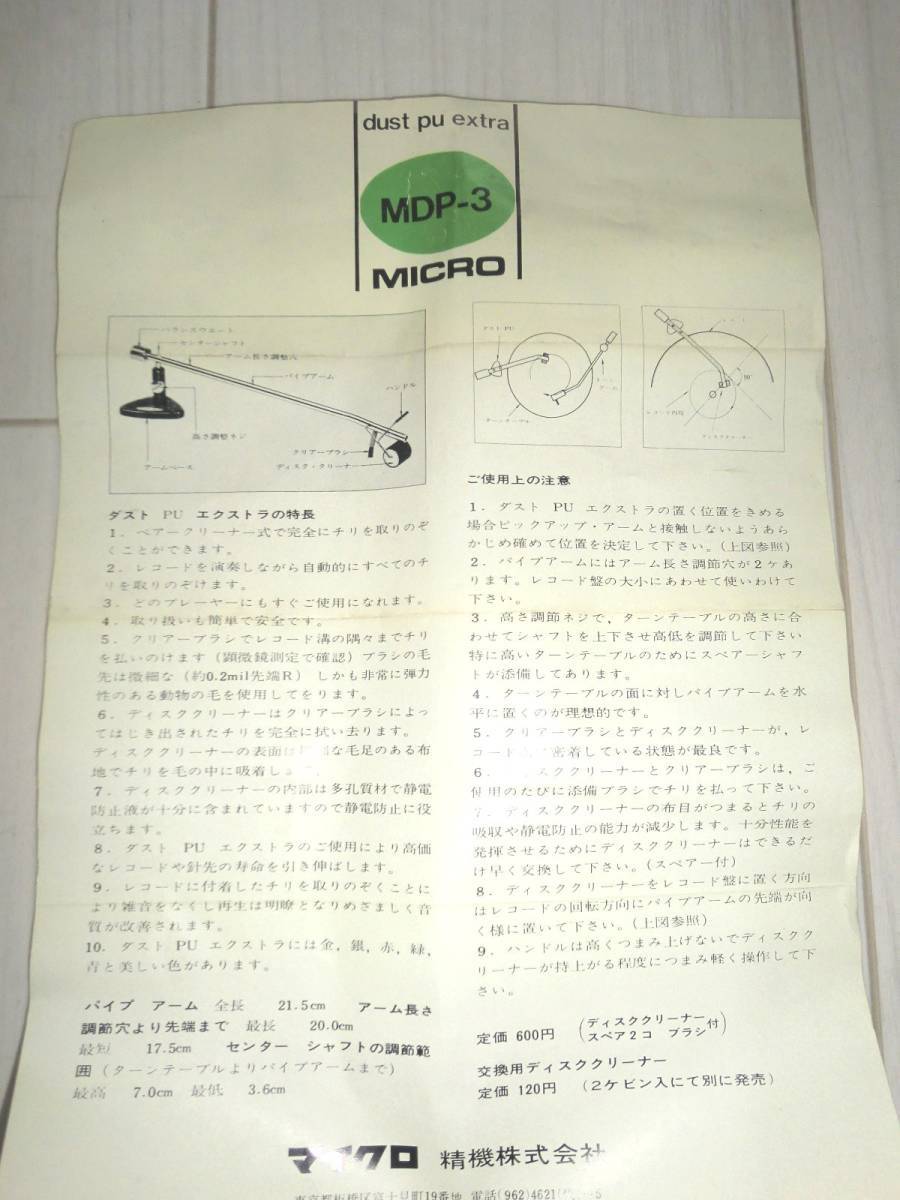 dust pu extra
MDP-3
MICRO
バランスウエート
センターシャフト
アーム長さ調整穴
パイプアーム
ハンドル
高さ調整ネジ
クリアーブラシ
アームベース
ディスク・クリーナー
ダストPU
アーム
ターンテーブル
ダスト PU エクストラの特長
1. ペアークリーナー式で完全にチリを取りのぞ
くことができます。
2. レコードを演奏しながら自動的にすべてのチ
リを取りのぞけます。
3. どのプレーヤーにもすぐご使用になれます。
4. 取り扱いも簡単で安全です。
5. クリアーブラシでレコード溝の隅々までチリ
を払いのけます（顕微鏡測定で確認）ブラシの毛
先は微細な（約0.2mil先端R）しかも非常に弾力
性のある動物の毛を使用してをります。
6. ディスククリーナーはクリアーブラシによっ
てはじき出されたチリを完全に拭い去ります。
ディスククリーナーの表面は な毛足のある布
地でチリを毛の中に吸着します。
7. ディスククリーナーの内部は多孔質材で静電
防止液が十分に含まれていますので静電防止に役
立ちます。
8. ダスト PU エクストラのご使用により高価
なレコードや針先の寿命を引き伸ばします。
9. レコードに付着したチリを取りのぞくことに
より雑音をなくし再生は明瞭となりめざましく音
質が改善されます。
10. ダスト PU エクストラには金，銀，赤，緑，
青と美しい色があります。
パイプ アーム 全長 21.5cm アーム長さ
調節穴より先端まで 最長 20.0cm
最短 17.5cm センター シャフトの調節範
囲（ターンテーブルよりパイプアームまで）
最高 7.0cm 最低 3.6cm
ご使用上の注意
1. ダスト PU エクストラの置く位置をきめる
場合ピックアップ・アームと接触しないようあら
かじめ確めて位置を決定して下さい。（上図参照）
2. パイプアームにはアーム長さ調節穴が2ケあ
ります。レコード盤の大小にあわせて使いわけて
下さい。
3. 高さ調節ネジで，ターンテーブルの高さに合
わせてシャフトを上下させ高低を調節して下さい
特に高いターンテーブルのためにスペアーシャフ
トが添備してあります。
4. ターンテーブルの面に対しパイプアームを水
平に置くのが理想的です。
5. クリアーブラシとディスククリーナーが，レ
コード に密着している状態が最良です。
6. ディスククリーナーとクリアーブラシは，ご
使用のたびに添備ブラシでチリを払って下さい。
7. ディスククリーナーの布目がつまるとチリの
吸収や静電防止の能力が減少します。十分性能を
発揮させるためにディスククリーナーはできるだ
け早く交換して下さい。（スペアー付）
8. ディスククリーナーをレコード盤に置く方向
はレコードの回転方向にパイプアームの先端が向
く様に置いて下さい。（上図参照）
9. ハンドルは高くつまみ上げないでディスクク
リーナーが持上がる程度につまみ軽く操作して下
さい。
定価 600円 （ディスククリーナー
スペア2コ ブラシ付）
交換用ディスククリーナー
定価 120円 （2ケビン入にて別に発売）
マイクロ 精機株式会社
東京都板橋区富士見町19番地 電話(962)4621